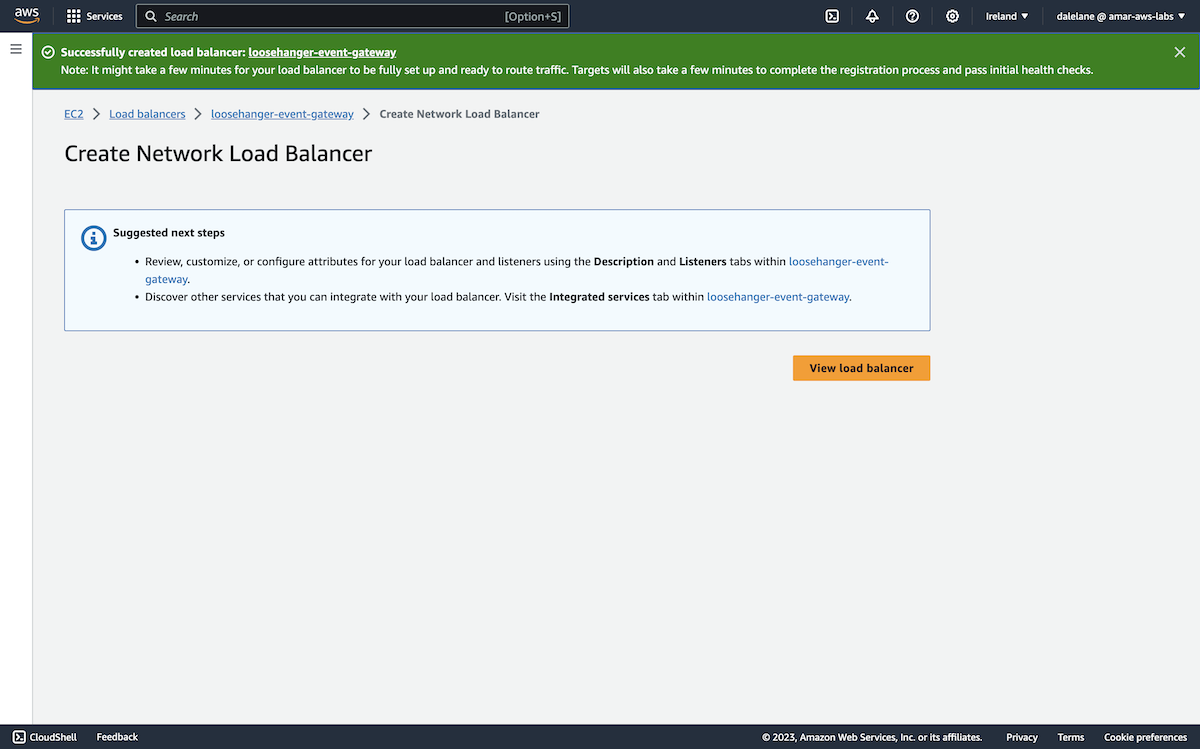 aws Services Search [Option+S] Ireland dalelane @ amar-aws-labs
Successfully created load balancer: loosehanger-event-gateway
Note: It might take a few minutes for your load balancer to be fully set up and ready to route traffic. Targets will also take a few minutes to complete the registration process and pass initial health checks.
EC2 Load balancers loosehanger-event-gateway Create Network Load Balancer
Create Network Load Balancer
Suggested next steps
• Review, customize, or configure attributes for your load balancer and listeners using the Description and Listeners tabs within loosehanger-event-
gateway.
• Discover other services that you can integrate with your load balancer. Visit the Integrated services tab within loosehanger-event-gateway.
View load balancer
CloudShell Feedback © 2023, Amazon Web Services, Inc. or its affiliates. Privacy Terms Cookie preferences